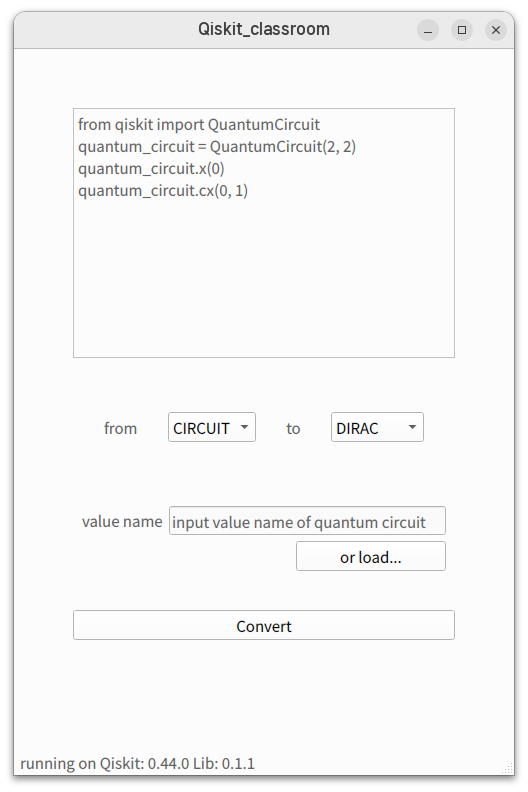 Qiskit_classroom
from qiskit import QuantumCircuit
quantum_circuit = QuantumCircuit(2, 2)
quantum_circuit.x(0)
quantum_circuit.cx(0, 1)
from CIRCUIT to DIRAC
value name input value name of quantum circuit
or load...
Convert
running on Qiskit: 0.44.0 Lib: 0.1.1